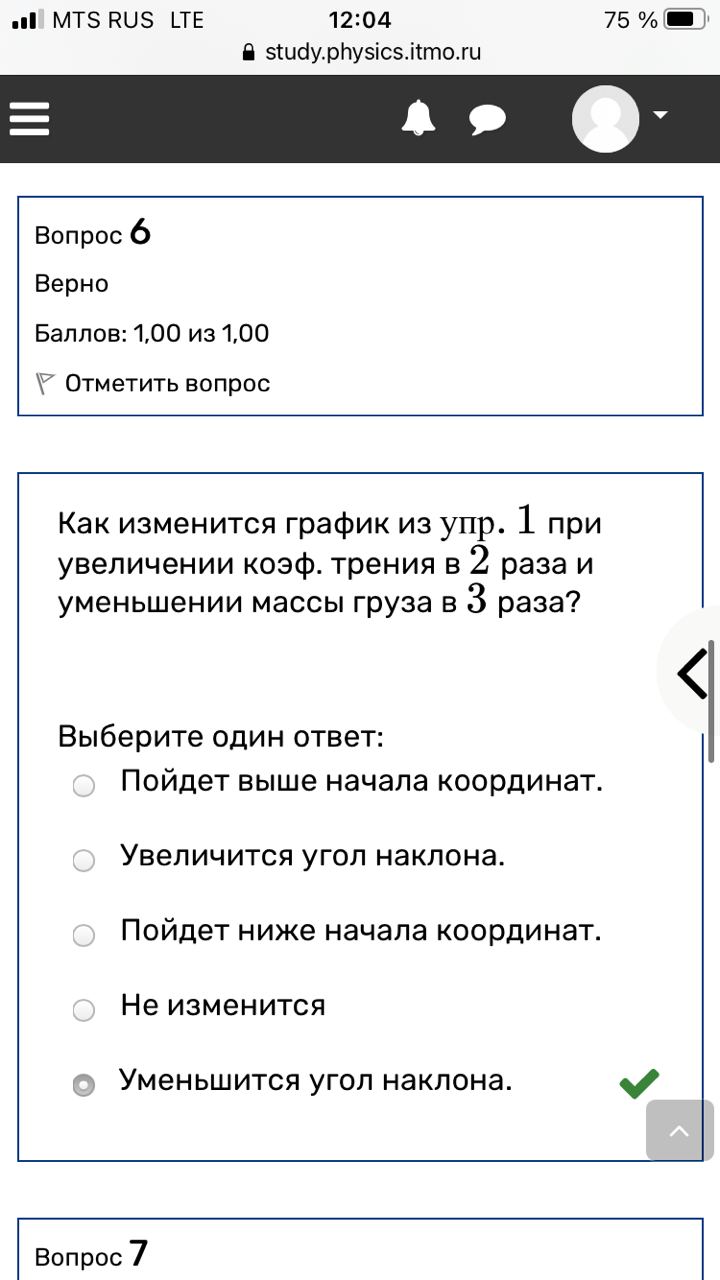 MTS RUS LTE 12:04 75 %
study.physics.itmo.ru
Вопрос 6
Верно
Баллов: 1,00 из 1,00
Отметить вопрос
Как изменится график из упр. 1 при
увеличении коэф. трения в 2 раза и
уменьшении массы груза в 3 раза?
Выберите один ответ:
Пойдет выше начала координат.
Увеличится угол наклона.
Пойдет ниже начала координат.
Не изменится
Уменьшится угол наклона.
Вопрос 7